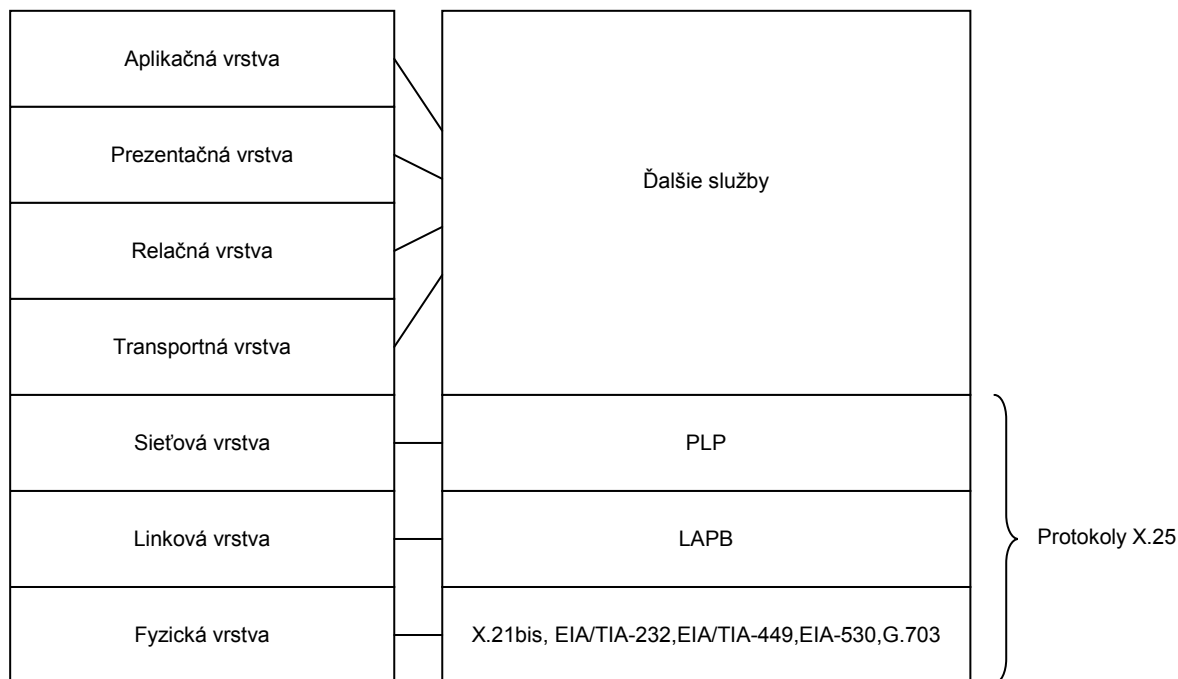 Aplikačná vrstva
Prezentačná vrstva
Ďalšie služby
Relačná vrstva
Transportná vrstva
Sieťová vrstva
PLP
Linková vrstva
LAPB
Protokoly X.25
Fyzická vrstva
X.21bis, EIA/TIA-232,EIA/TIA-449,EIA-530,G.703